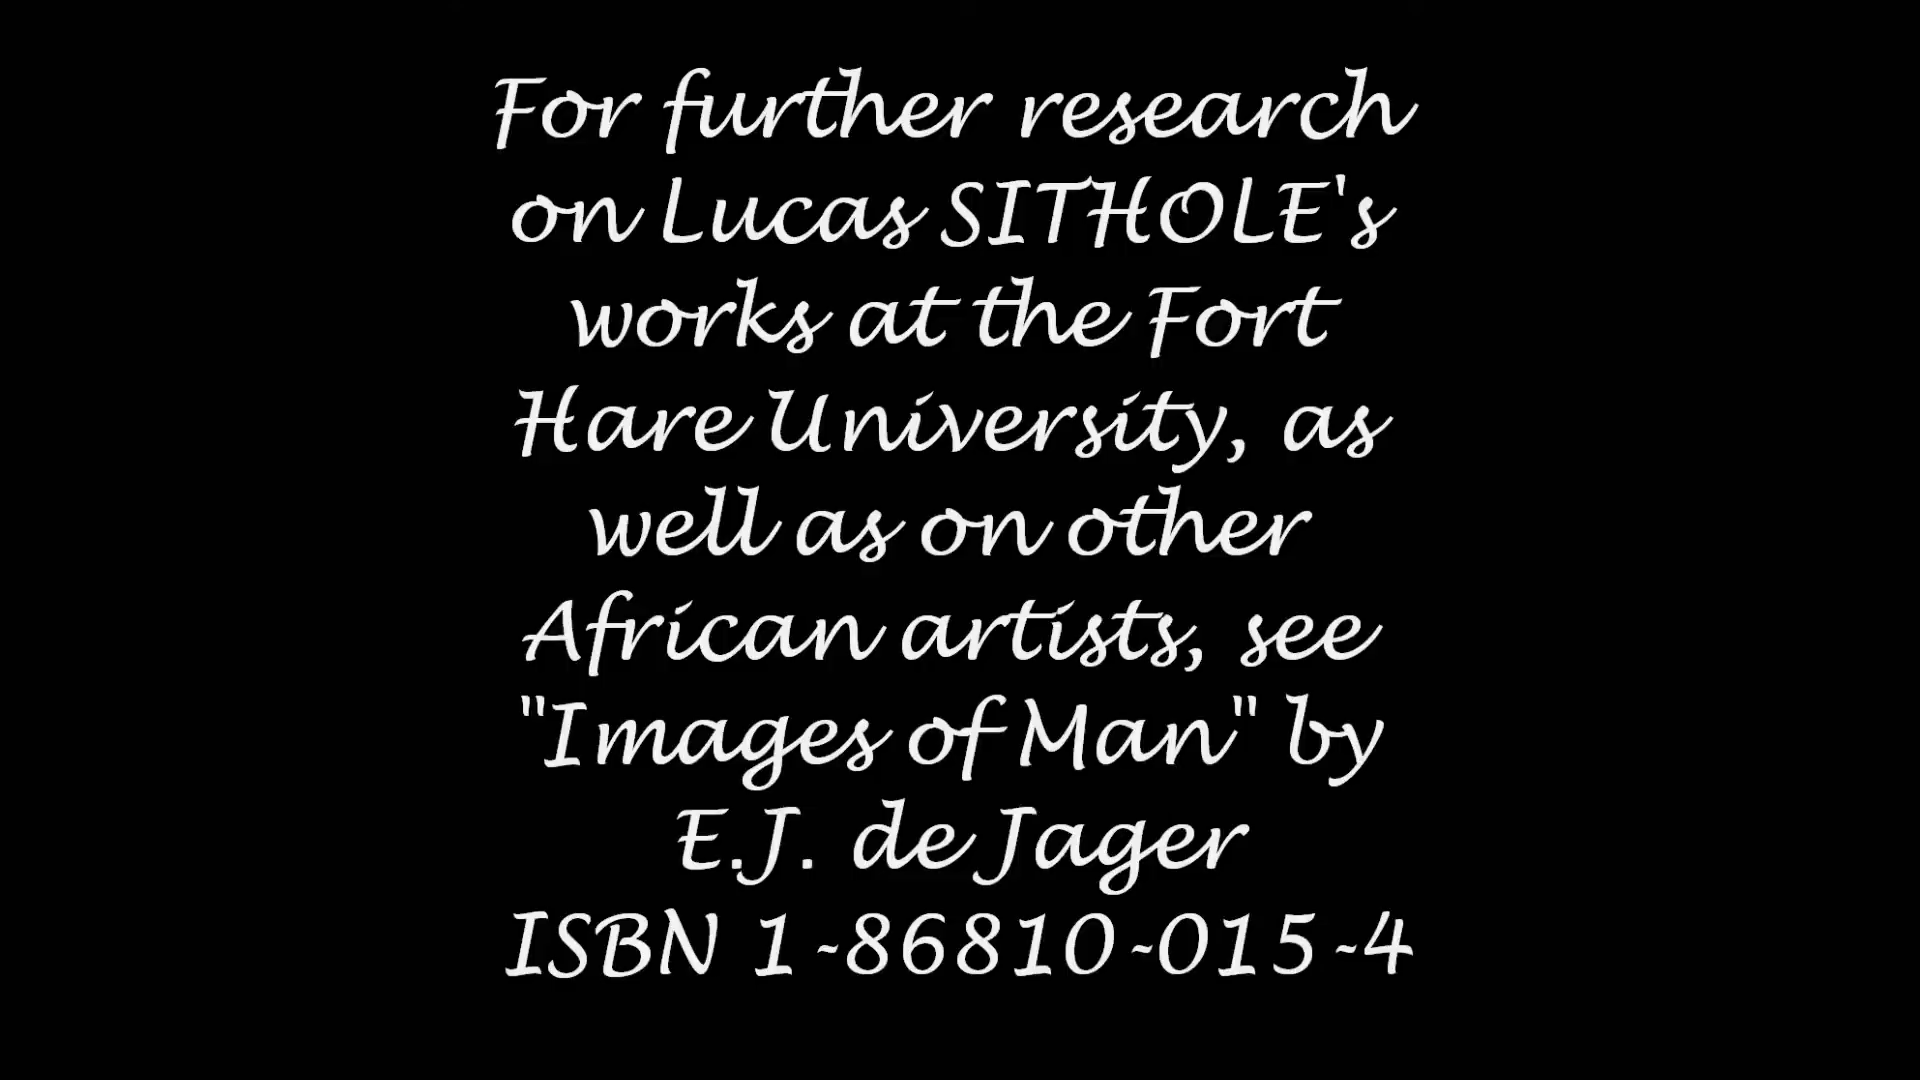 For further research
on Lucas SITHOLE's
works at the Fort
Hare University, as
well as on other
African artists, see
"Images of Man" by
E.J. de Jager
ISBN 1-86810-015-4